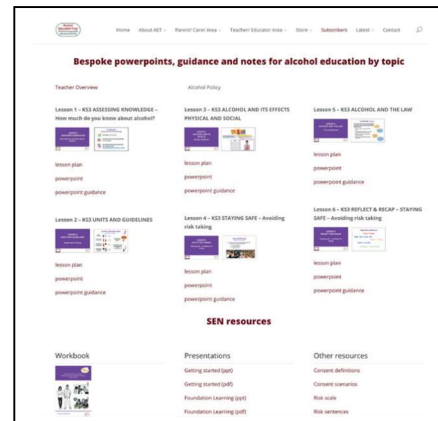 Home About AET Parent/ Carer Area Teacher/ Educator Area Store Subscribers Latest Contact
Bespoke powerpoints, guidance and notes for alcohol education by topic
Teacher Overview
Alcohol Policy
Lesson 1 – KS3 ASSESSING KNOWLEDGE –
How much do you know about alcohol?
lesson plan
powerpoint
powerpoint guidance
Lesson 3 – KS3 ALCOHOL AND ITS EFFECTS
PHYSICAL AND SOCIAL
lesson plan
powerpoint
powerpoint guidance
Lesson 5 – KS3 ALCOHOL AND THE LAW
lesson plan
powerpoint
powerpoint guidance
Lesson 2 – KS3 UNITS AND GUIDELINES
lesson plan
powerpoint
powerpoint guidance
Lesson 4 – KS3 STAYING SAFE – Avoiding
risk taking
lesson plan
powerpoint
powerpoint guidance
Lesson 6 – KS3 REFLECT & RECAP – STAYING
SAFE – Avoiding risk taking
lesson plan
powerpoint
powerpoint guidance
SEN resources
Workbook
Presentations
Getting started (ppt)
Getting started (pdf)
Foundation Learning (ppt)
Foundation Learning (pdf)
Other resources
Consent definitions
Consent scenarios
Risk scale
Risk sentences